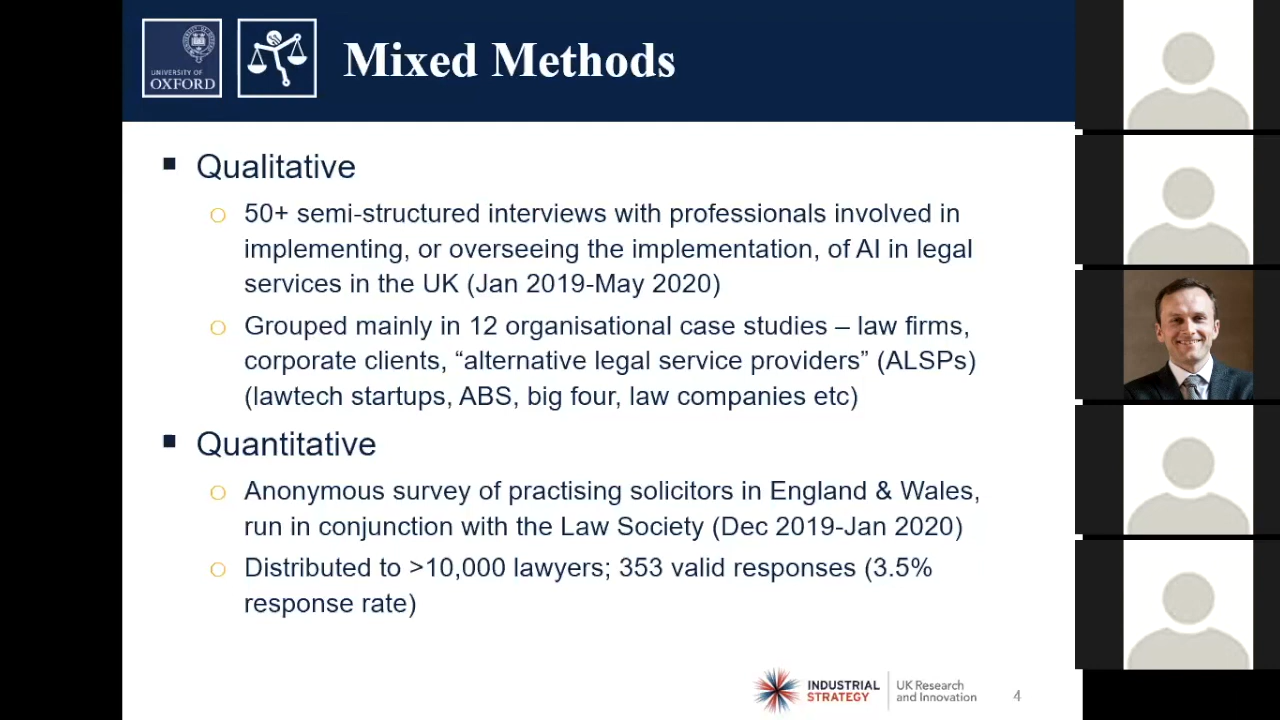 UNIVERSITY OF
OXFORD
Mixed Methods
Qualitative
50+ semi-structured interviews with professionals involved in
implementing, or overseeing the implementation, of AI in legal
services in the UK (Jan 2019-May 2020)
Grouped mainly in 12 organisational case studies – law firms,
corporate clients, “alternative legal service providers” (ALSPs)
(lawtech startups, ABS, big four, law companies etc)
Quantitative
Anonymous survey of practising solicitors in England & Wales,
run in conjunction with the Law Society (Dec 2019-Jan 2020)
Distributed to >10,000 lawyers; 353 valid responses (3.5%
response rate)
INDUSTRIAL
STRATEGY
UK Research
and Innovation
4